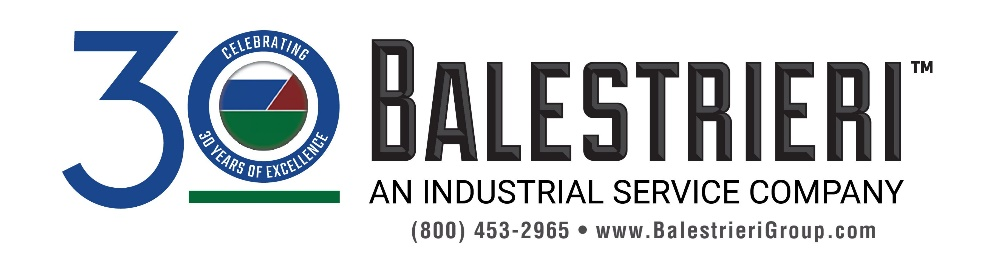 30
CELEBRATING
30 YEARS OF EXCELLENCE
BALESTRIERI™
AN INDUSTRIAL SERVICE COMPANY
(800) 453-2965 • www.BalestrieriGroup.com